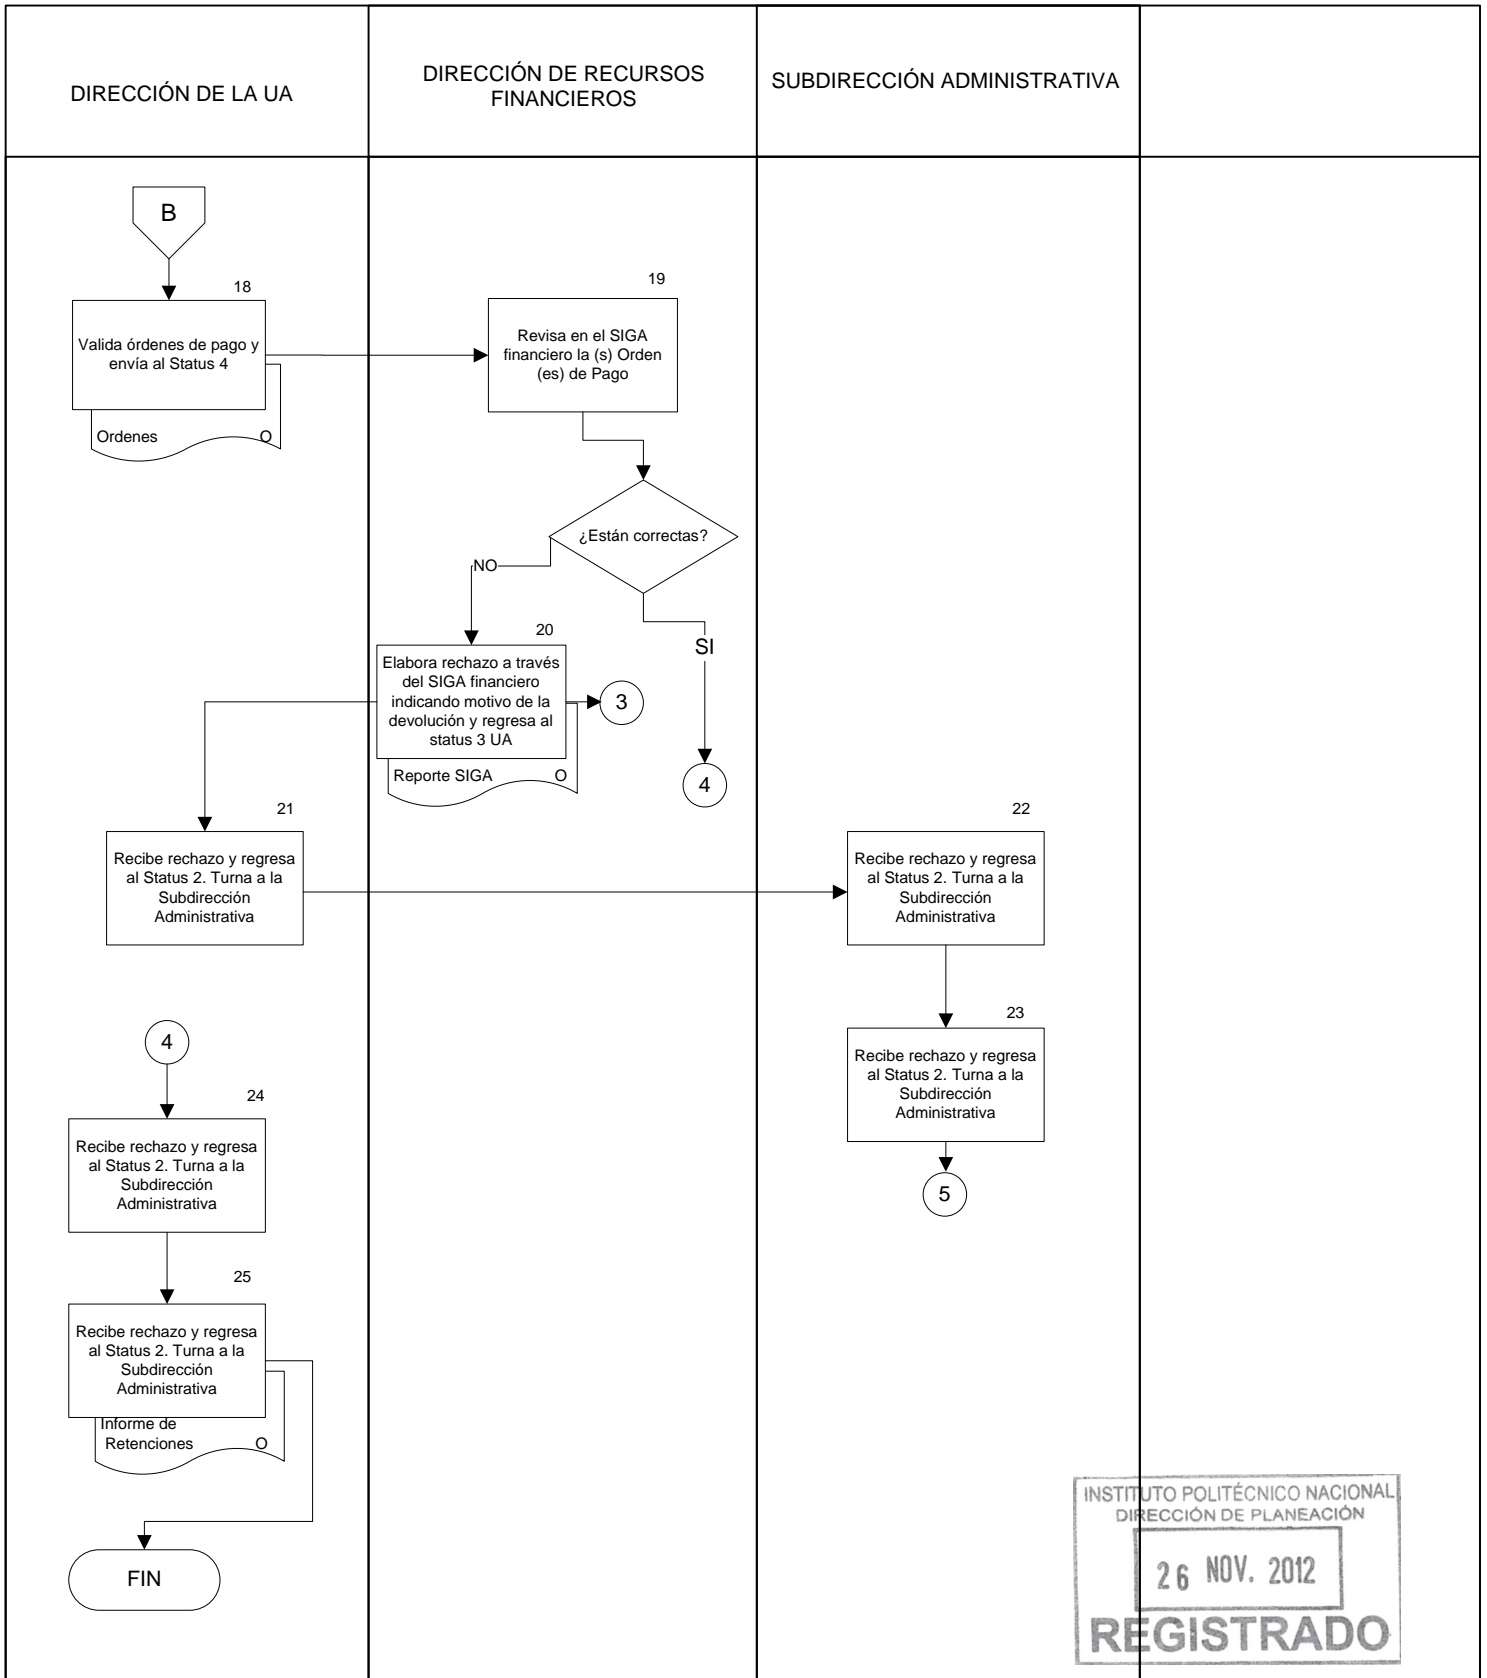 DIRECCIÓN DE LA UA
DIRECCIÓN DE RECURSOS
FINANCIEROS
SUBDIRECCIÓN ADMINISTRATIVA
B
18
Valida órdenes de pago y
envía al Status 4
Ordenes O
19
Revisa en el SIGA
financiero la (s) Orden
(es) de Pago
¿Están correctas?
NO
SI
20
Elabora rechazo a través
del SIGA financiero
indicando motivo de la
devolución y regresa al
status 3 UA
Reporte SIGA O
3
4
21
Recibe rechazo y regresa
al Status 2. Turna a la
Subdirección
Administrativa
22
Recibe rechazo y regresa
al Status 2. Turna a la
Subdirección
Administrativa
23
Recibe rechazo y regresa
al Status 2. Turna a la
Subdirección
Administrativa
5
4
24
Recibe rechazo y regresa
al Status 2. Turna a la
Subdirección
Administrativa
25
Recibe rechazo y regresa
al Status 2. Turna a la
Subdirección
Administrativa
Informe de
Retenciones O
FIN
INSTITUTO POLITÉCNICO NACIONAL
DIRECCIÓN DE PLANEACIÓN
26 NOV. 2012
REGISTRADO